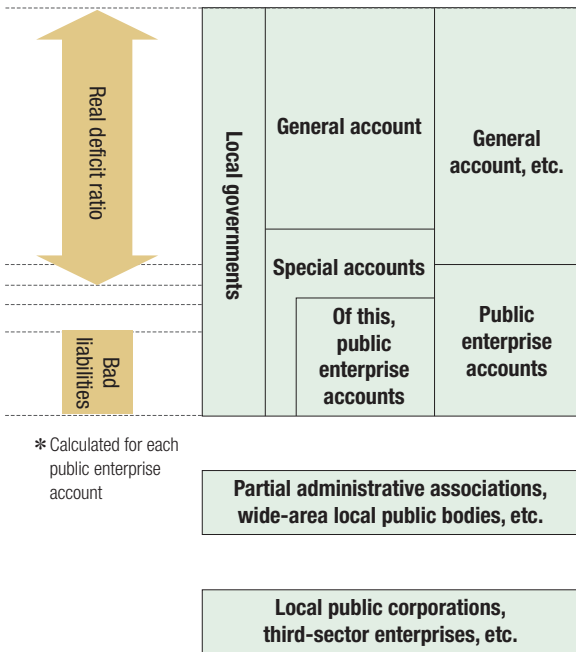 Real deficit ratio
Bad
liabilities
* Calculated for each
public enterprise
account
Local governments
General account
Special accounts
Of this,
public
enterprise
accounts
General
account, etc.
Public
enterprise
accounts
Partial administrative associations,
wide-area local public bodies, etc.
Local public corporations,
third-sector enterprises, etc.